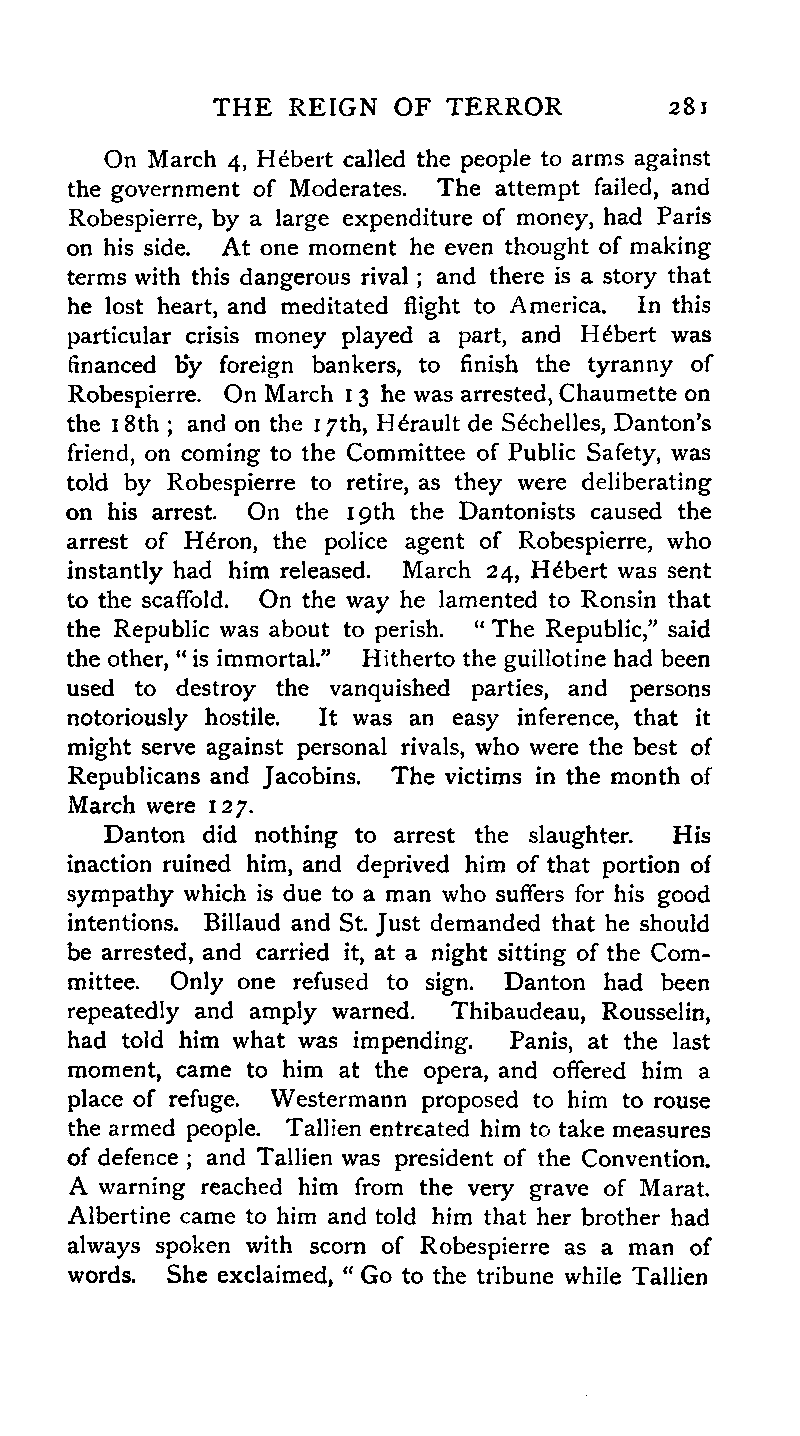 THE REIGN OF TERROR 281
On March 4, Hébert called the people to arms against
the government of Moderates. The attempt failed, and
Robespierre, by a large expenditure of money, had Paris
on his side. At one moment he even thought of making
terms with this dangerous rival ; and there is a story that
he lost heart, and meditated flight to America. In this
particular crisis money played a part, and Hébert was
financed by foreign bankers, to finish the tyranny of
Robespierre. On March 13 he was arrested, Chaumette on
the 18th ; and on the 17th, Hérault de Séchelles, Danton's
friend, on coming to the Committee of Public Safety, was
told by Robespierre to retire, as they were deliberating
on his arrest. On the 19th the Dantonists caused the
arrest of Héron, the police agent of Robespierre, who
instantly had him released. March 24, Hébert was sent
to the scaffold. On the way he lamented to Ronsin that
the Republic was about to perish. " The Republic," said
the other, " is immortal." Hitherto the guillotine had been
used to destroy the vanquished parties, and persons
notoriously hostile. It was an easy inference, that it
might serve against personal rivals, who were the best of
Republicans and Jacobins. The victims in the month of
March were 127.
Danton did nothing to arrest the slaughter. His
inaction ruined him, and deprived him of that portion of
sympathy which is due to a man who suffers for his good
intentions. Billaud and St. Just demanded that he should
be arrested, and carried it, at a night sitting of the Com-
mittee. Only one refused to sign. Danton had been
repeatedly and amply warned. Thibaudeau, Rousselin,
had told him what was impending. Panis, at the last
moment, came to him at the opera, and offered him a
place of refuge. Westermann proposed to him to rouse
the armed people. Tallien entreated him to take measures
of defence ; and Tallien was president of the Convention.
A warning reached him from the very grave of Marat.
Albertine came to him and told him that her brother had
always spoken with scorn of Robespierre as a man of
words. She exclaimed, " Go to the tribune while Tallien